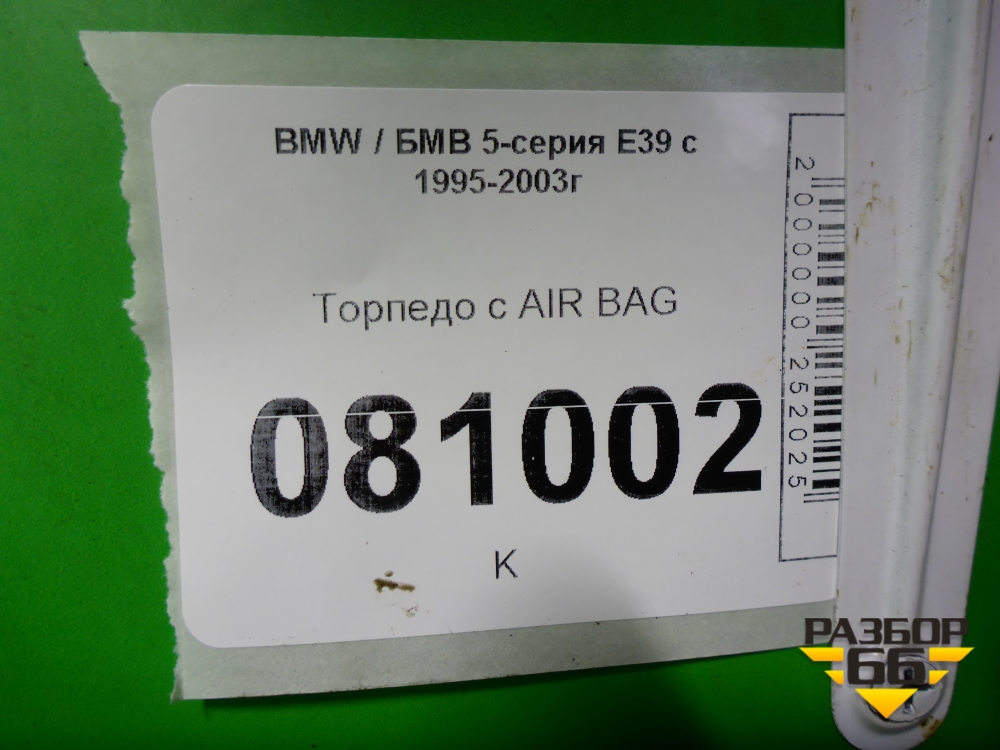 BMW / БМВ 5-серия E39 с
1995-2003г
Торпедо с AIR BAG
081002
К
2000000252025
РАЗБОР
66